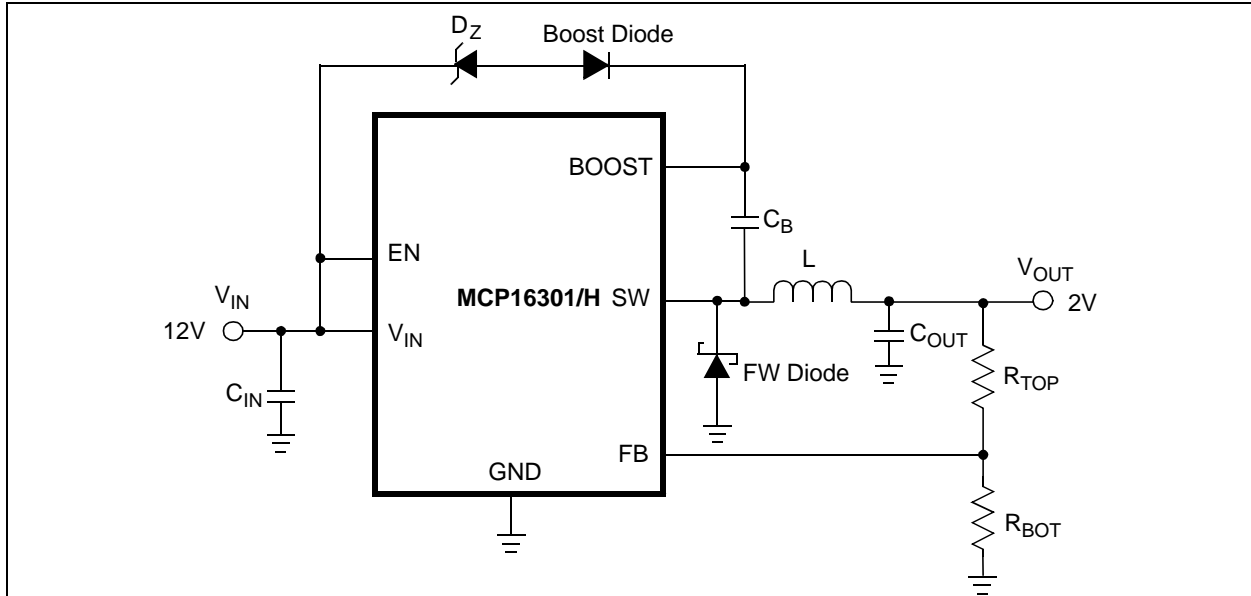 D_Z
Boost Diode
BOOST
C_B
EN
L
V_OUT
MCP16301/H SW
2V
V_IN
12V
V_IN
C_OUT
FW Diode
R_TOP
C_IN
FB
GND
R_BOT